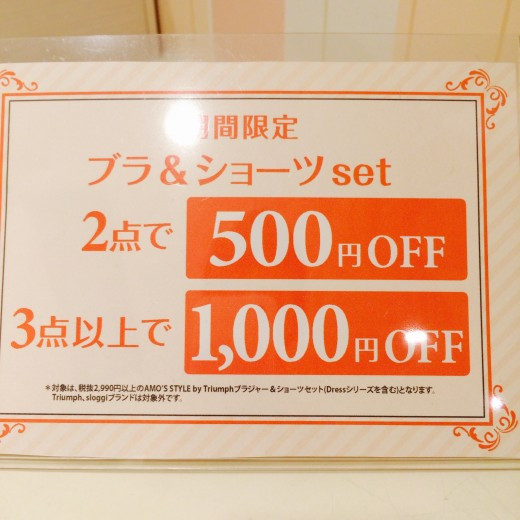 期間限定
ブラ&ショーツset
2点で 500円OFF
3点以上で 1,000円OFF
*対象は、税抜2,990円以上のAMO'S STYLE by Triumphブラジャー&ショーツセット(Dressシリーズを含む)となります。
Triumph、sloggiブランドは対象外です。